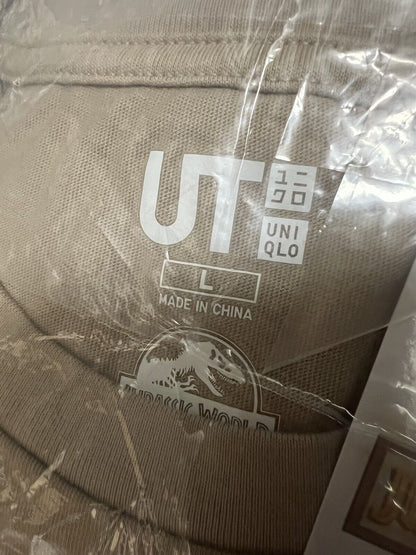 UT
ユニ
クロ
UNI
QLO
L
MADE IN CHINA
JURASSIC WORLD